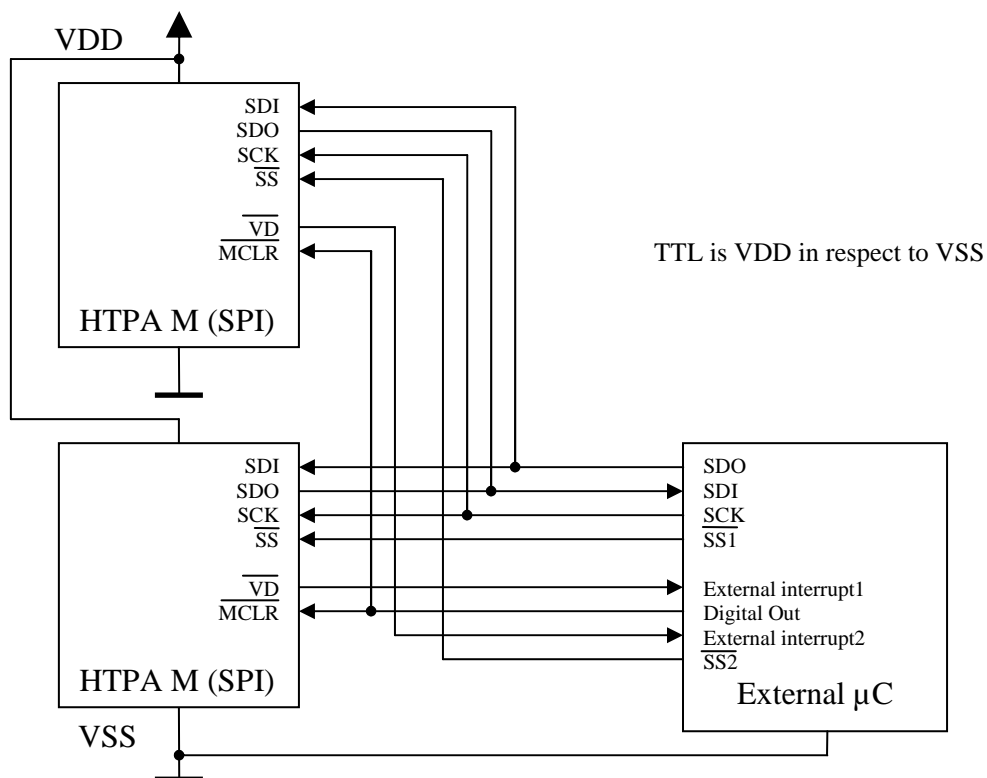 VDD
SDI
SDO
SCK
SS
VD
MCLR
HTPA M (SPI)
TTL is VDD in respect to VSS
SDI
SDO
SCK
SS
VD
MCLR
HTPA M (SPI)
VSS
SDO
SDI
SCK
SS1
External interrupt1
Digital Out
External interrupt2
SS2
External µC